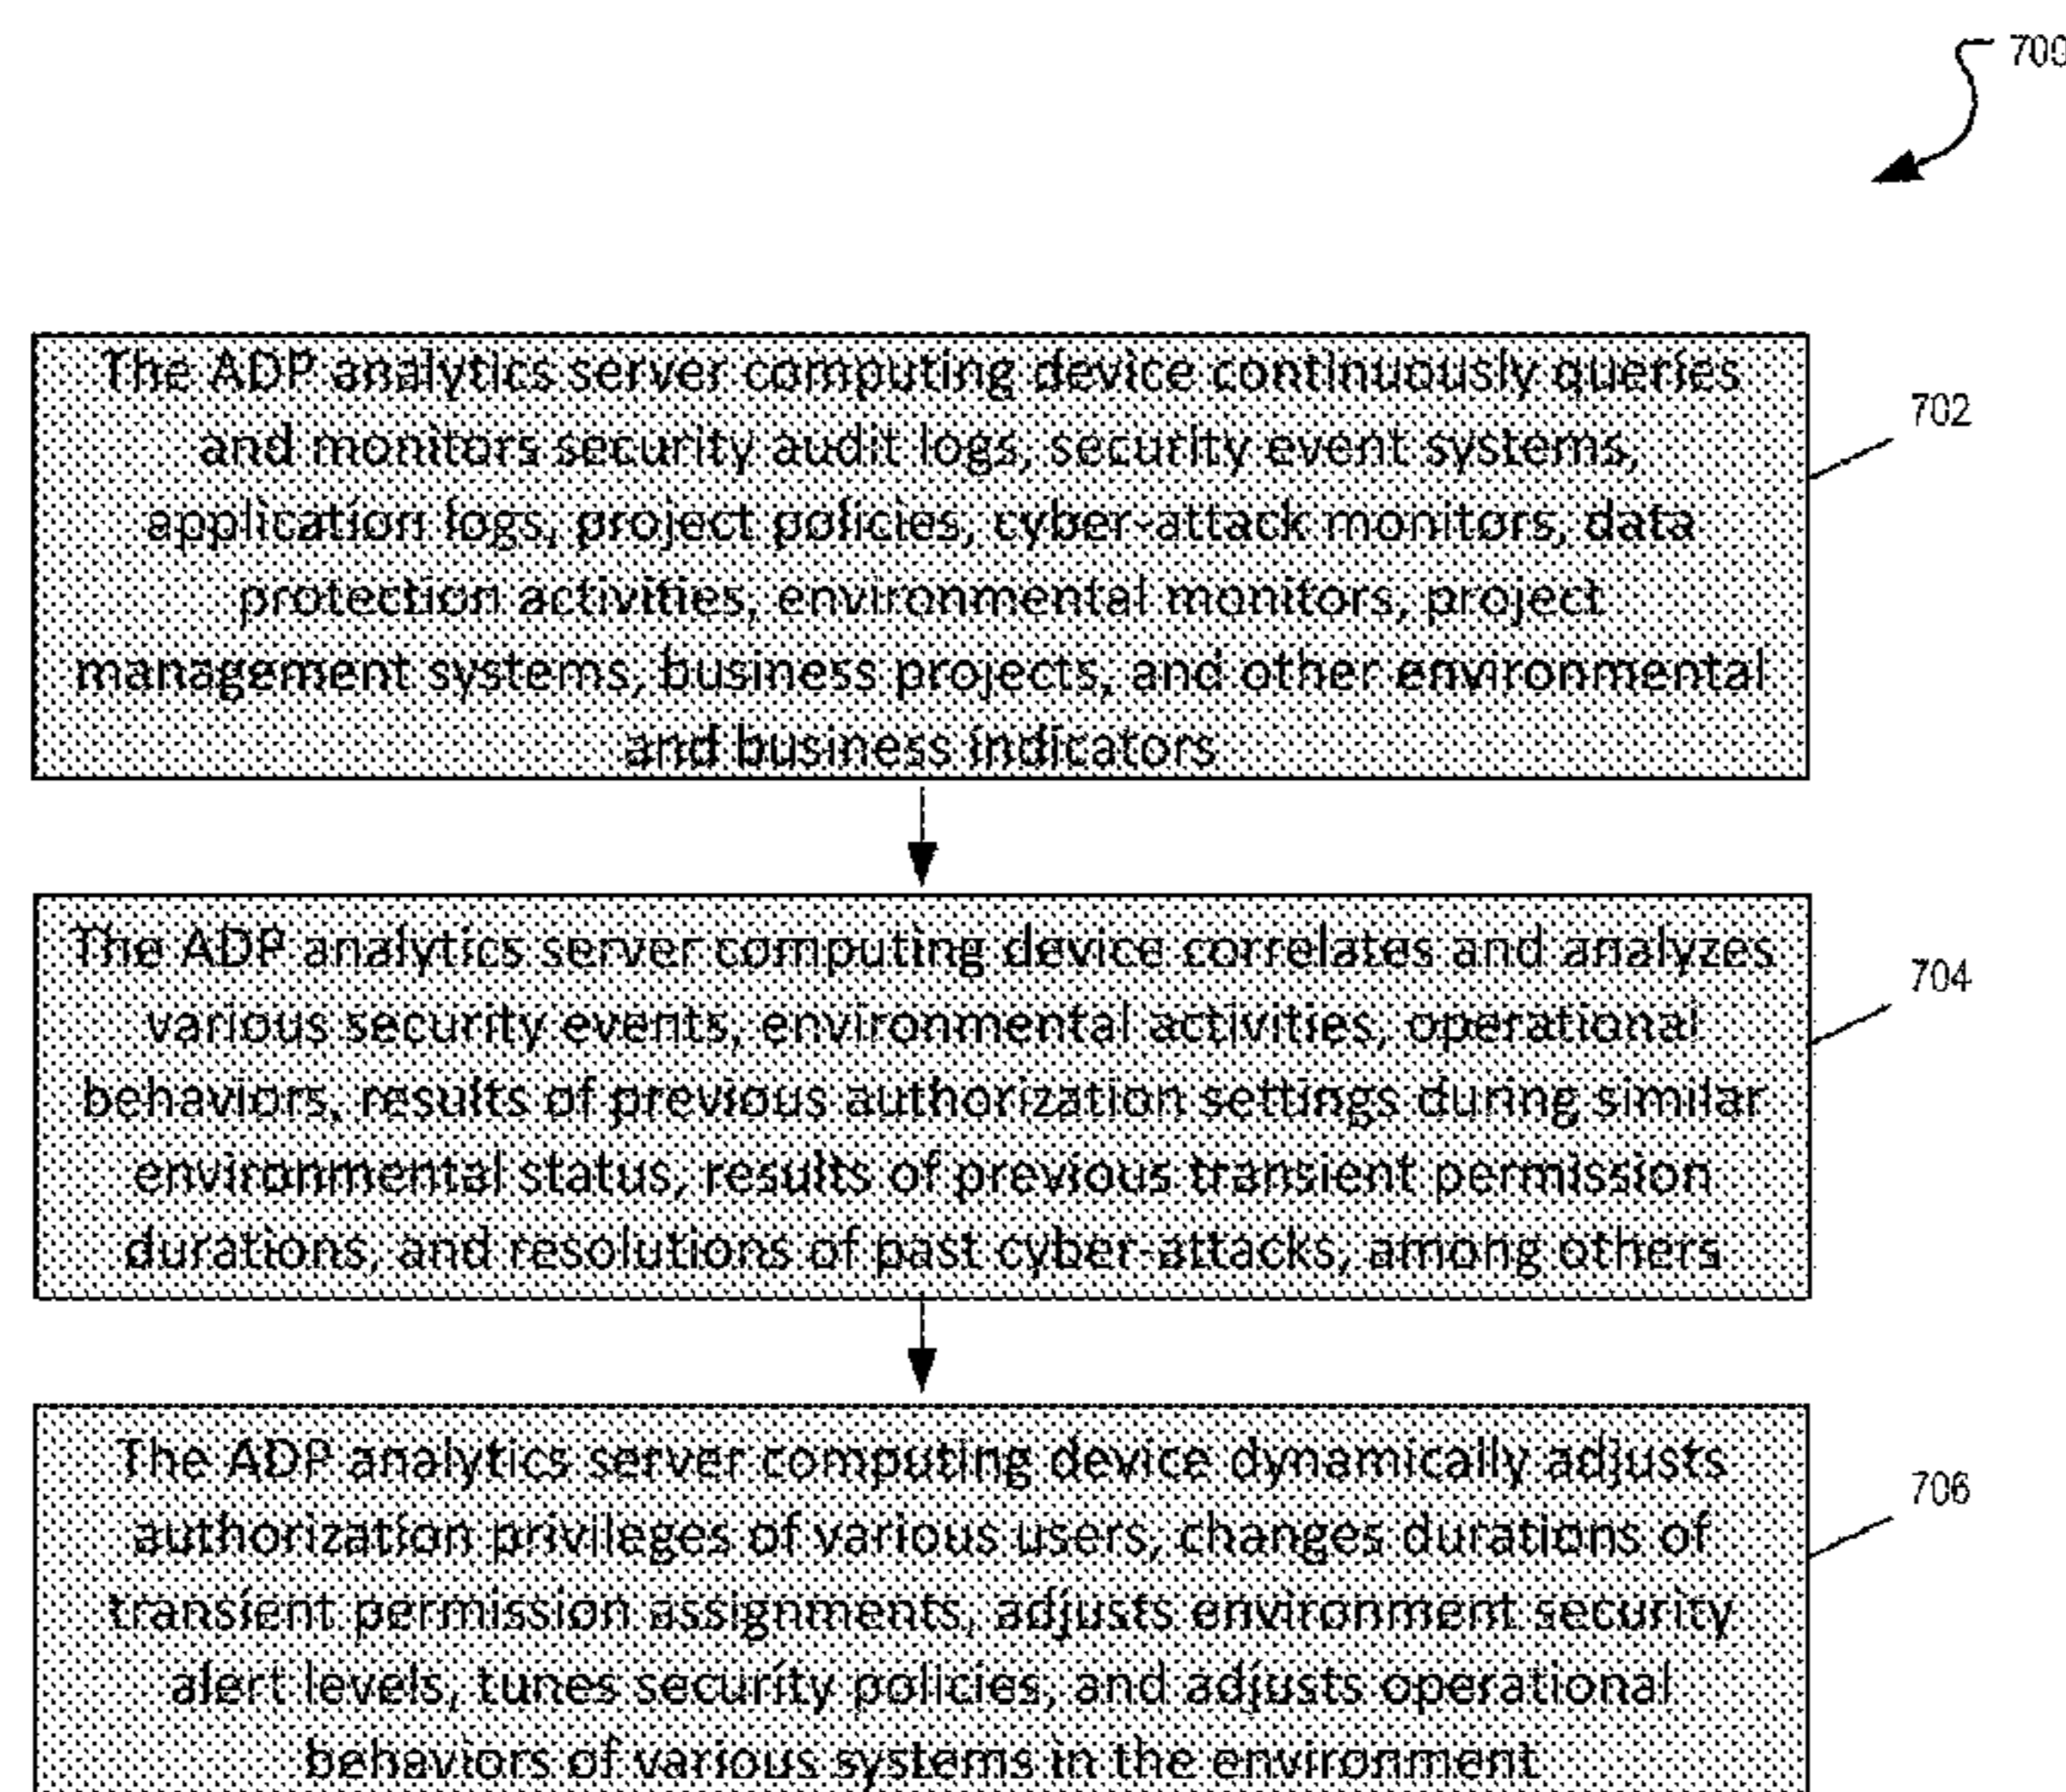 700
The ADP analytics server computing device continuously queries
and monitors security audit logs, security event systems,
application logs, project policies, cyber-attack monitors, data
protection activities, environmental monitors, project
management systems, business projects, and other environmental
and business indicators
702
The ADP analytics server computing device correlates and analyzes
various security events, environmental activities, operational
behaviors, results of previous authorization settings during similar
environmental status, results of previous transient permission
durations, and resolutions of past cyber-attacks, among others
704
The ADP analytics server computing device dynamically adjusts
authorization privileges of various users, changes durations of
transient permission assignments, adjusts environment security
alert levels, tunes security policies, and adjusts operational
behaviors of various systems in the environment
706